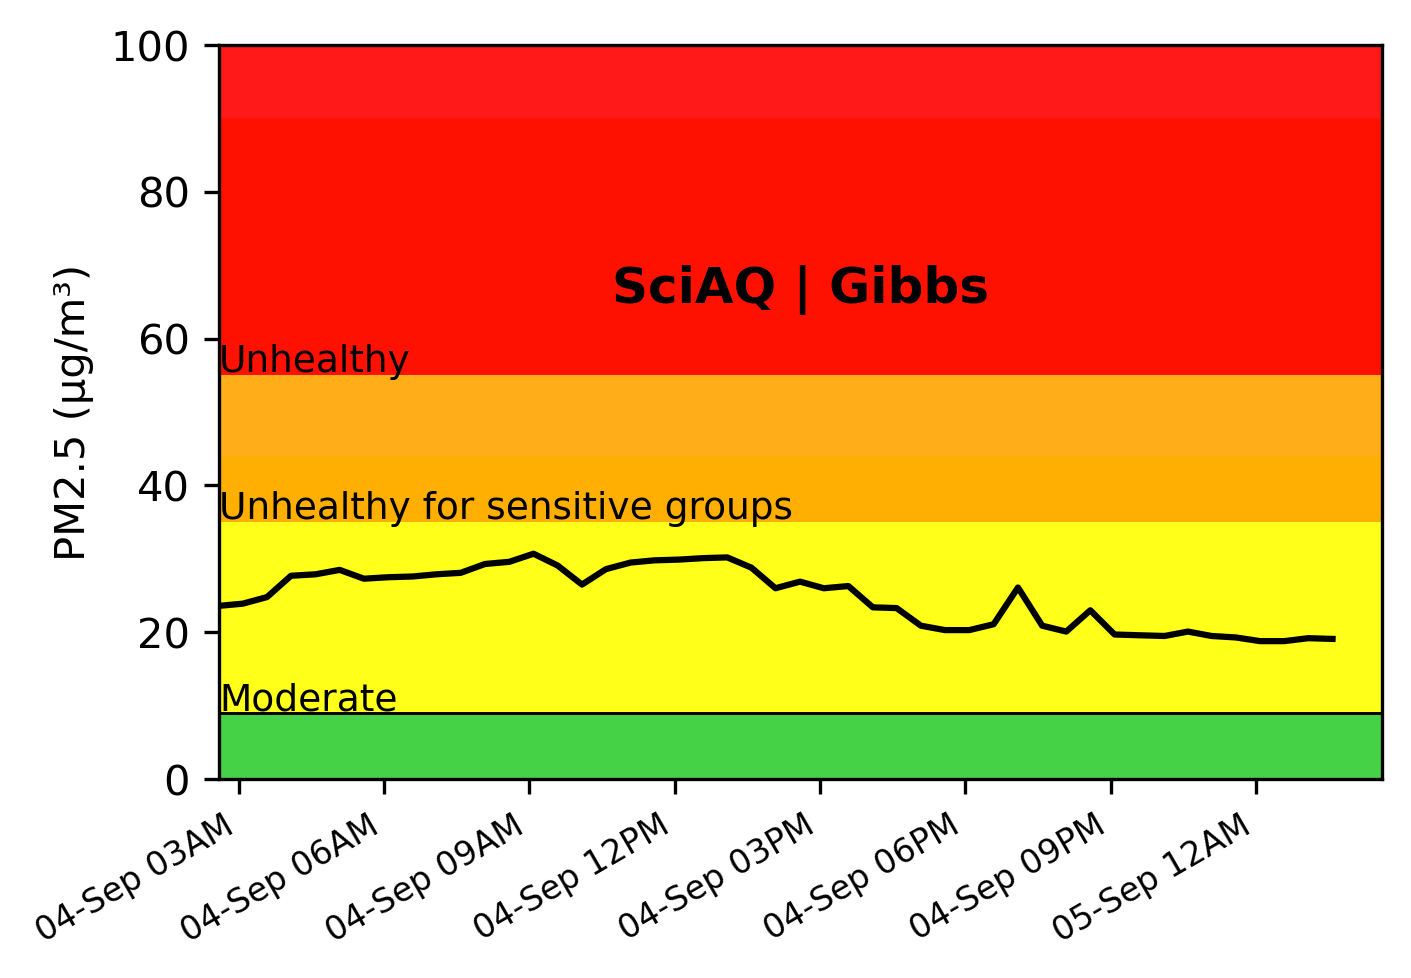 100
80
60
40
20
0
PM2.5 (µg/m³)
SciAQ | Gibbs
Unhealthy
Unhealthy for sensitive groups
Moderate
04-Sep 03AM
04-Sep 06AM
04-Sep 09AM
04-Sep 12PM
04-Sep 03PM
04-Sep 06PM
04-Sep 09PM
05-Sep 12AM